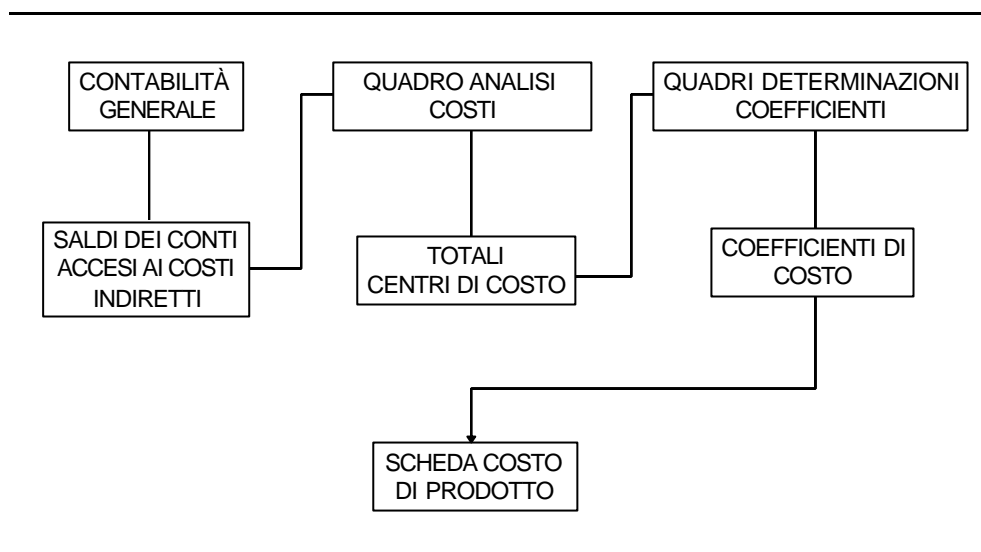 CONTABILITÀ
GENERALE
QUADRO ANALISI
COSTI
QUADRI DETERMINAZIONI
COEFFICIENTI
SALDI DEI CONTI
ACCESI AI COSTI
INDIRETTI
TOTALI
CENTRI DI COSTO
COEFFICIENTI DI
COSTO
SCHEDA COSTO
DI PRODOTTO